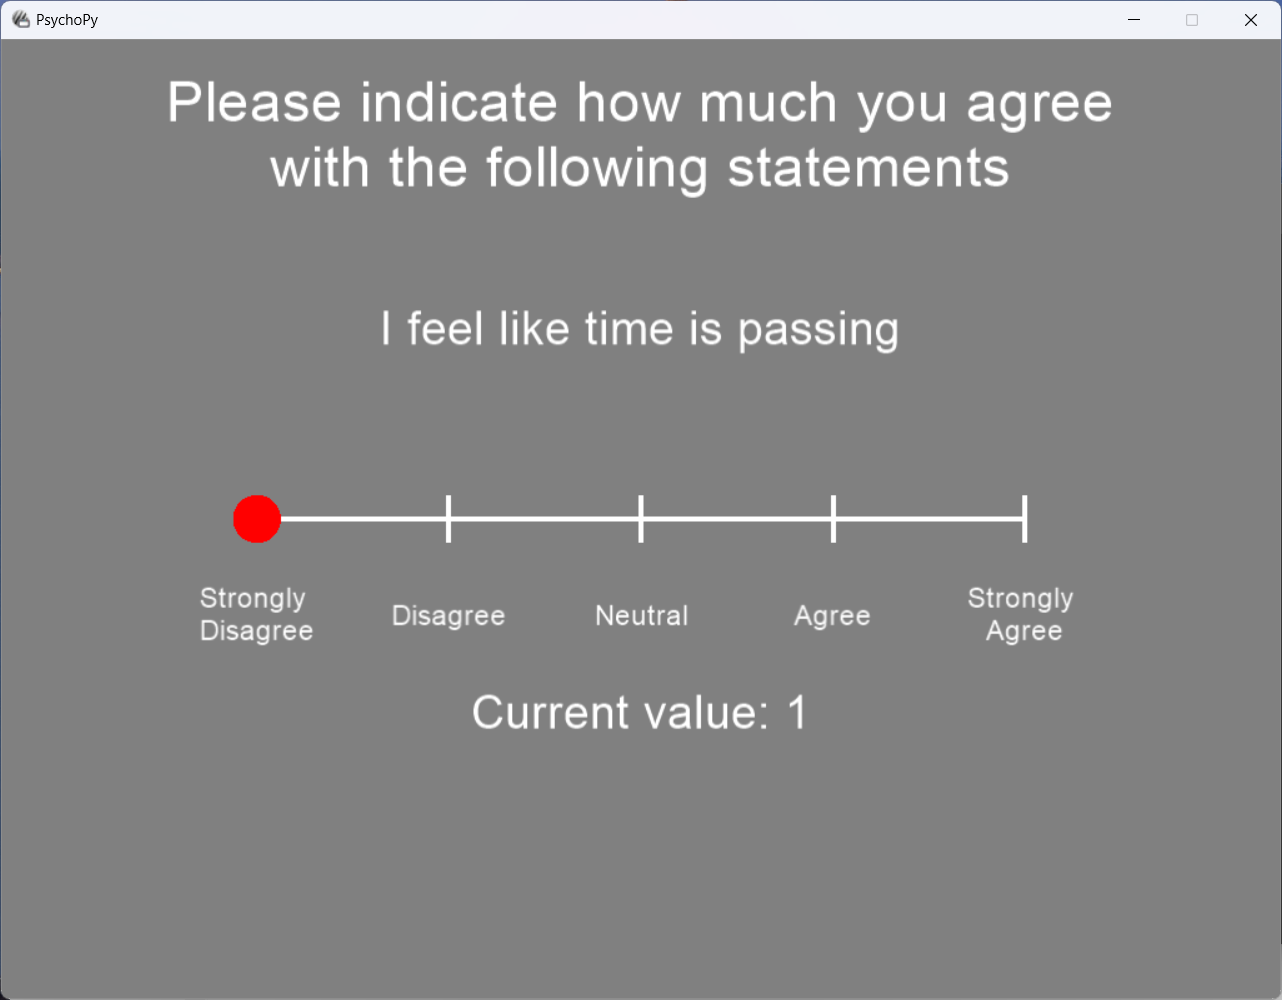 PsychoPy
Please indicate how much you agree
with the following statements
I feel like time is passing
Strongly
Disagree
Disagree
Neutral
Agree
Strongly
Agree
Current value: 1